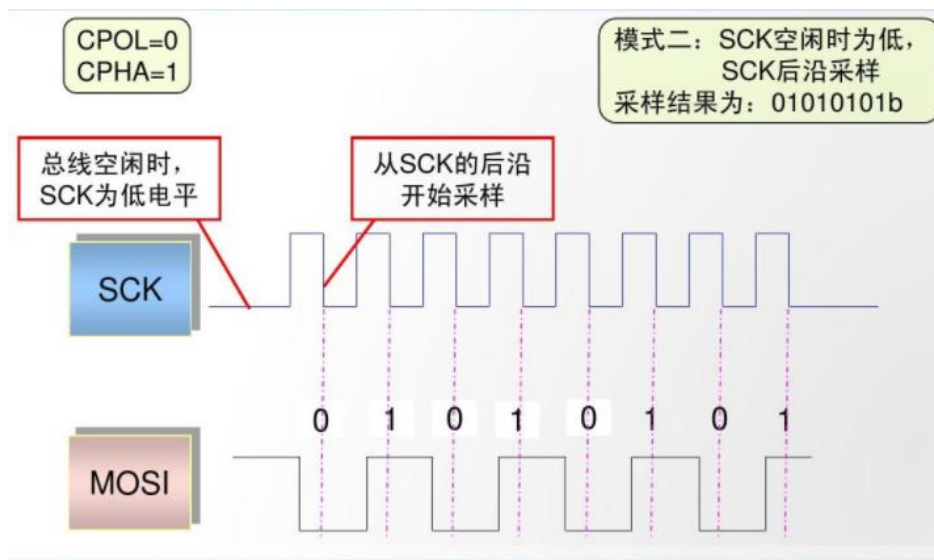 CPOL=0
CPHA=1
模式二：SCK空闲时为低，
SCK后沿采样
采样结果为：01010101b
总线空闲时，
SCK为低电平
从SCK的后沿
开始采样
SCK
0 1 0 1 0 1 0 1
MOSI